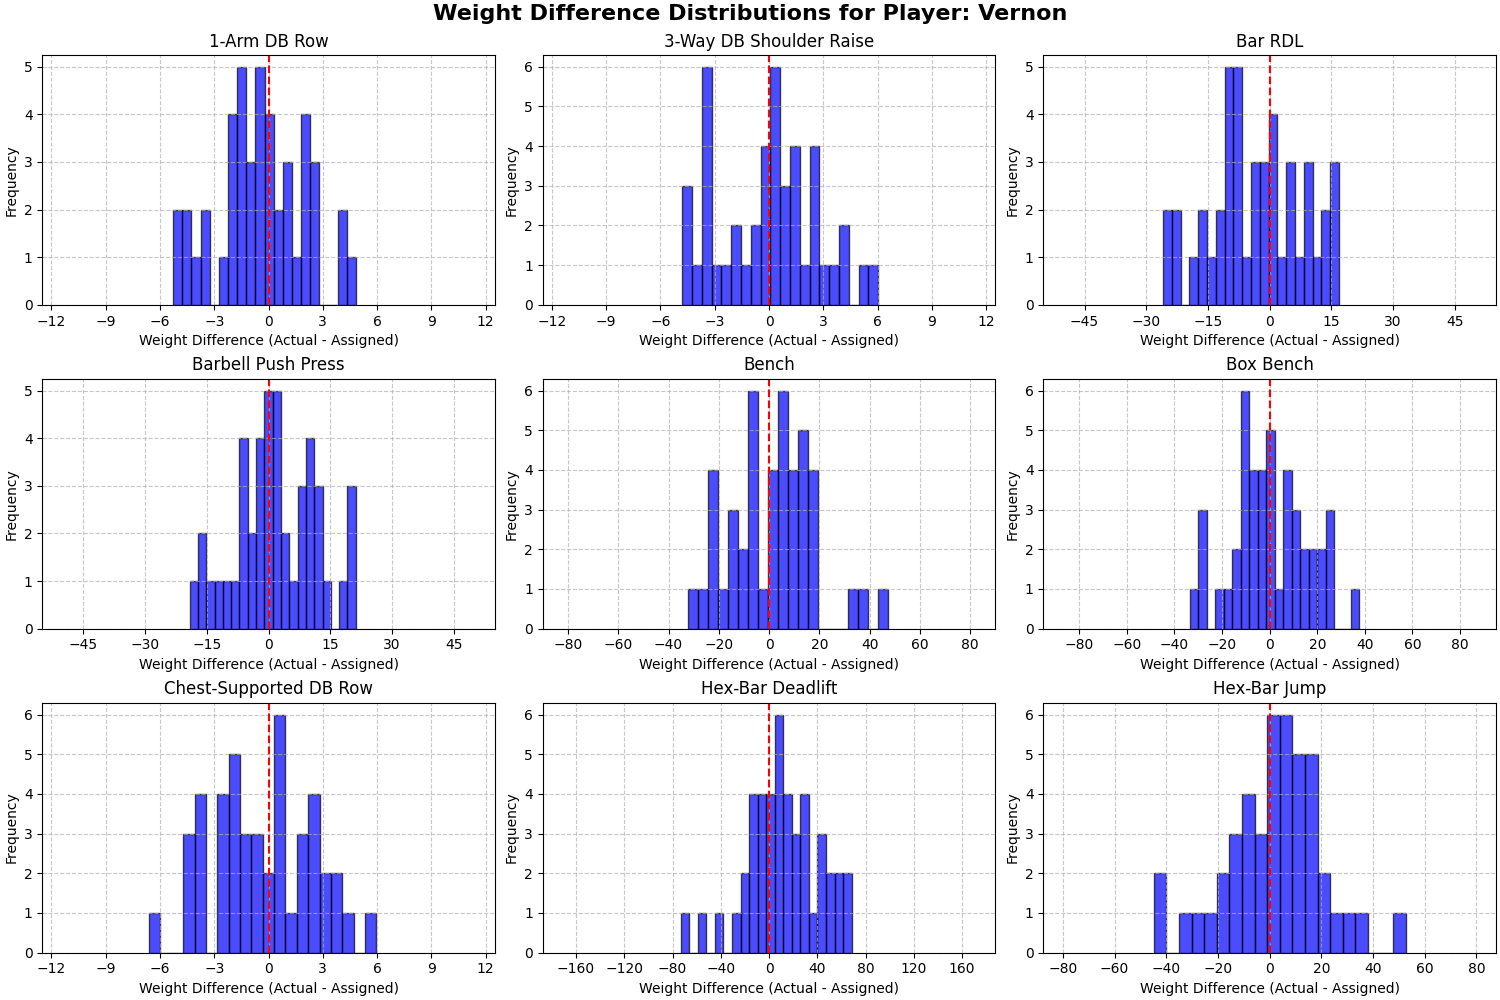 Weight Difference Distributions for Player: Vernon
1-Arm DB Row
5
4
3
2
1
0
Frequency
−12 −9 −6 −3 0 3 6 9 12
Weight Difference (Actual - Assigned)
3-Way DB Shoulder Raise
6
5
4
3
2
1
0
Frequency
−12 −9 −6 −3 0 3 6 9 12
Weight Difference (Actual - Assigned)
Bar RDL
5
4
3
2
1
0
Frequency
−45 −30 −15 0 15 30 45
Weight Difference (Actual - Assigned)
Barbell Push Press
5
4
3
2
1
0
Frequency
−45 −30 −15 0 15 30 45
Weight Difference (Actual - Assigned)
Bench
6
5
4
3
2
1
0
Frequency
−80 −60 −40 −20 0 20 40 60 80
Weight Difference (Actual - Assigned)
Box Bench
6
5
4
3
2
1
0
Frequency
−80 −60 −40 −20 0 20 40 60 80
Weight Difference (Actual - Assigned)
Chest-Supported DB Row
6
5
4
3
2
1
0
Frequency
−12 −9 −6 −3 0 3 6 9 12
Weight Difference (Actual - Assigned)
Hex-Bar Deadlift
6
5
4
3
2
1
0
Frequency
−160 −120 −80 −40 0 40 80 120 160
Weight Difference (Actual - Assigned)
Hex-Bar Jump
6
5
4
3
2
1
0
Frequency
−80 −60 −40 −20 0 20 40 60 80
Weight Difference (Actual - Assigned)